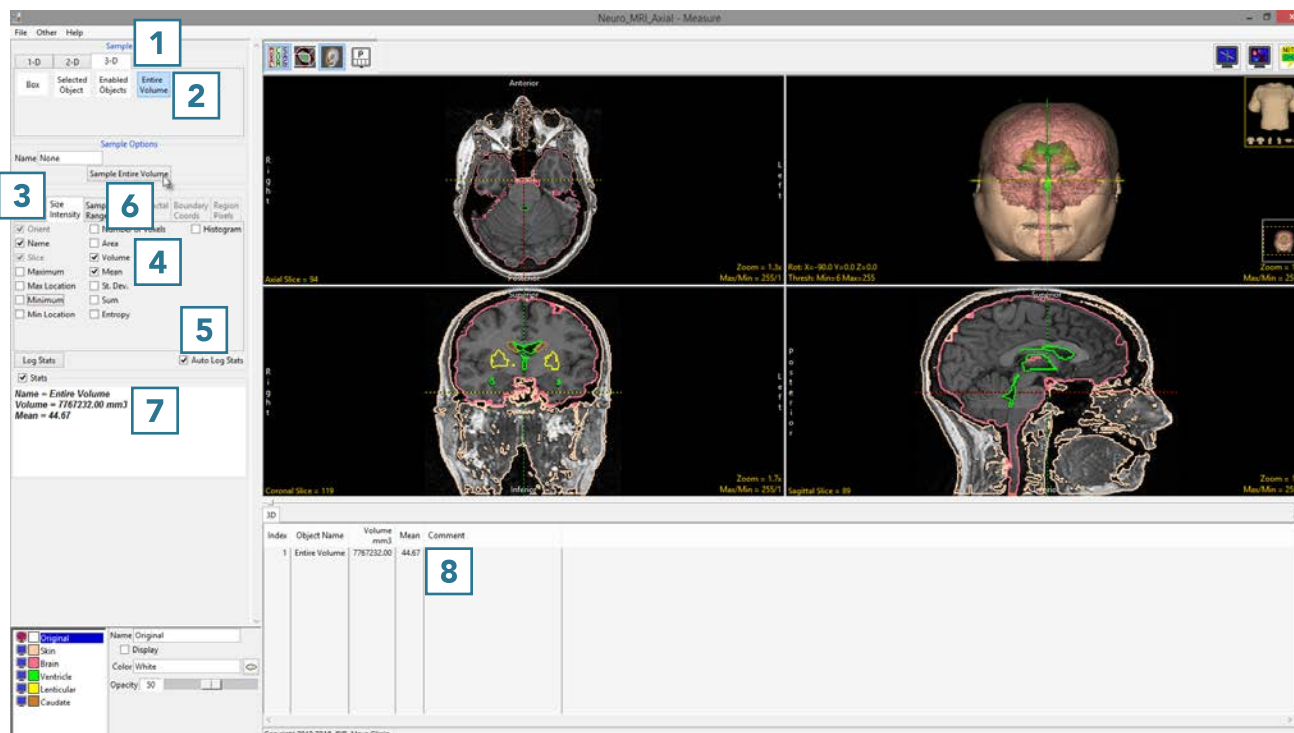 Neuro_MRI_Axial - Measure
File Other Help
Sample
1
1-D 2-D 3-D
Box Selected Object Enabled Objects Entire Volume
2
Sample Options
Name None
Sample Entire Volume
3
Size Intensity
6
Boundary Coords Region Pixels
Orient Histogram
Name Area
Slice Volume
4
Maximum Mean
Max Location St. Dev.
Minimum Sum
Min Location Entropy
5
Log Stats Auto Log Stats
Stats
Name = Entire Volume
Volume = 7767232.00 mm3
Mean = 44.67
7
P
Anterior
Right
Left
Axial Slice = 94
Posterior
Zoom = 1.3x
Max/Min = 255/1
Rot: X=-90.0 Y=0.0 Z=0.0
Thresh: Min=6 Max=255
Superior
Right
Left
Coronal Slice = 119
Inferior
Zoom = 1.7x
Max/Min = 255/1
Superior
Posterior
Sagittal Slice = 89
3D
Index Object Name Volume mm3 Mean Comment
1 Entire Volume 7767232.00 44.67
8
Original
Skin
Brain
Ventricle
Lenticular
Caudate
Name Original
Display
Color White
Opacity 50